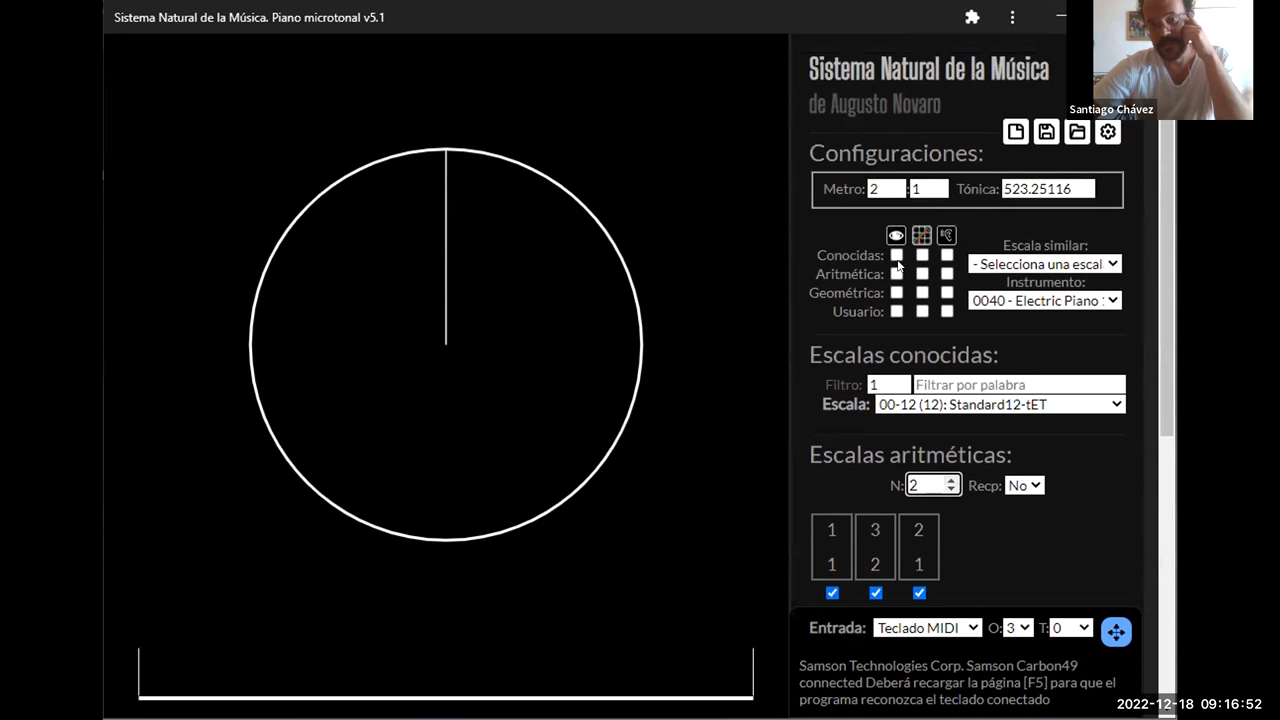 Sistema Natural de la Música. Piano microtonal v5.1
Santiago Chávez
Sistema Natural de la Música
de Augusto Novaro
Configuraciones:
Metro: 2 : 1 Tónica: 523.25116
Conocidas:
Aritmética:
Geométrica:
Usuario:
Escala similar:
- Selecciona una escal
Instrumento:
0040 - Electric Piano
Escalas conocidas:
Filtro: 1 Filtrar por palabra
Escala: 00-12 (12): Standard12-tET
Escalas aritméticas:
N: 2 Recp: No
1 3 2
1 2 1
Entrada: Teclado MIDI O: 3 T: 0
Samson Technologies Corp. Samson Carbon49
connected Deberá recargar la página [F5] para que el
programa reconozca el teclado conectado
2022-12-18 09:16:52